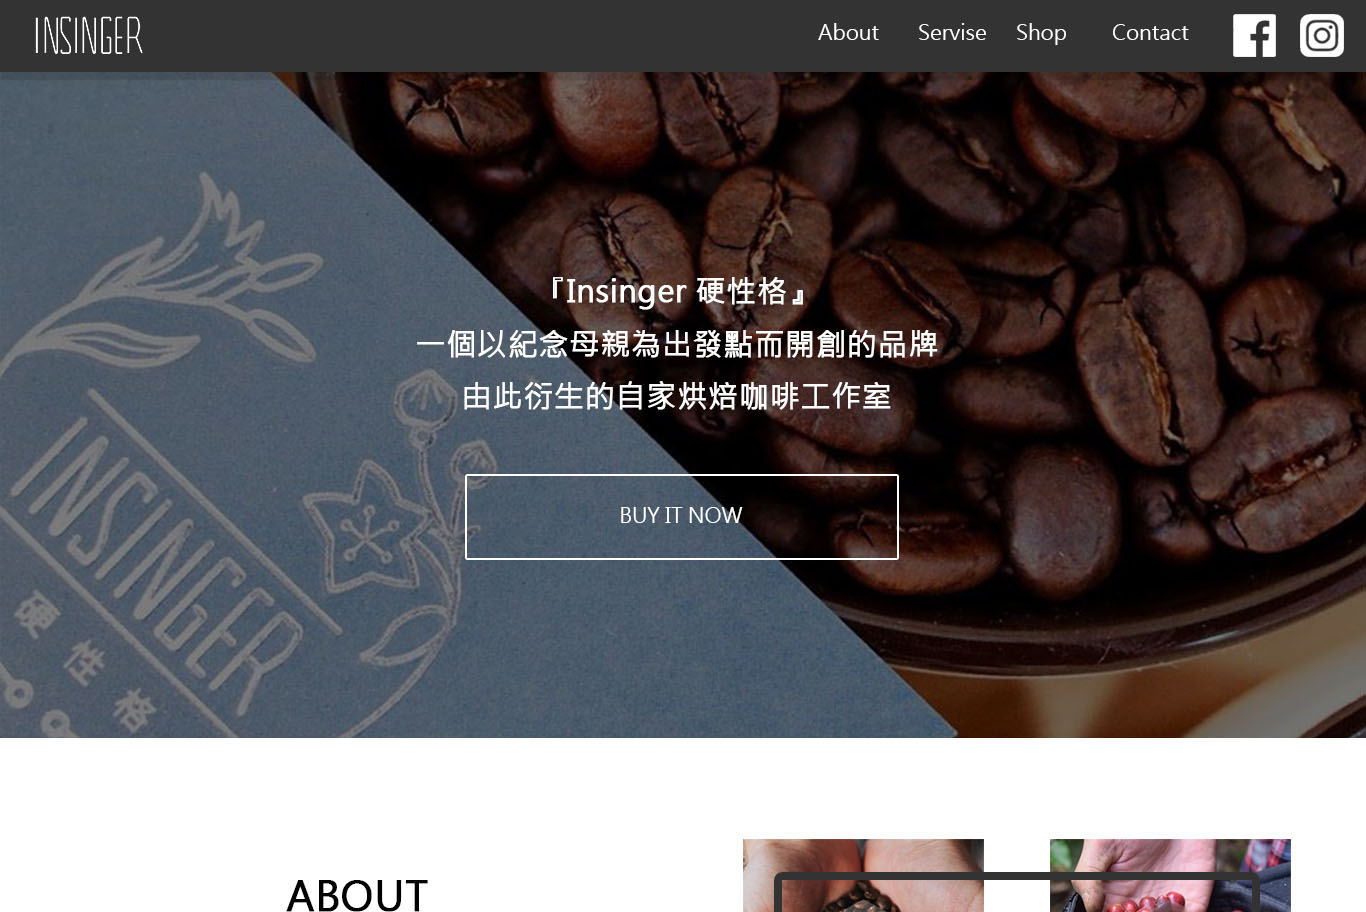 INSINGER
About Servise Shop Contact
『Insinger 硬性格』
一個以紀念母親為出發點而開創的品牌
由此衍生的自家烘焙咖啡工作室
BUY IT NOW
INSINGER
硬性格
ABOUT